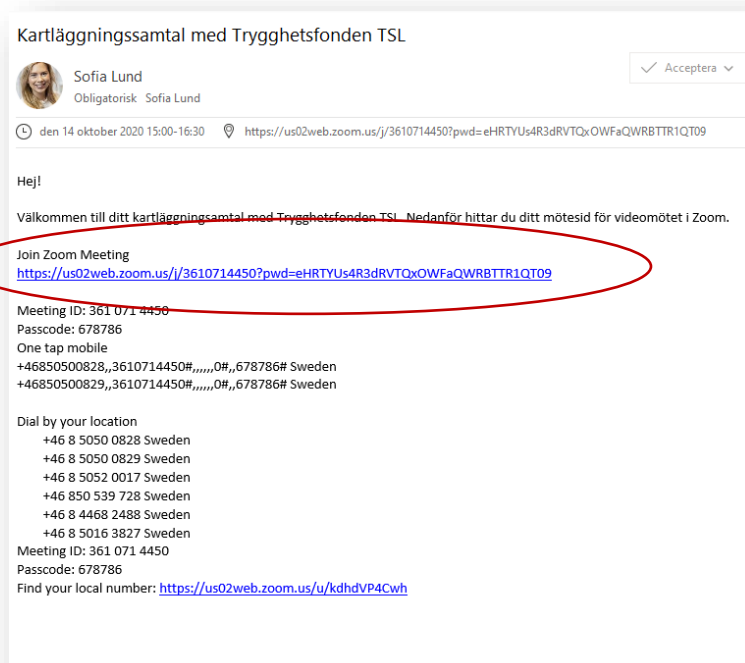 Kartläggningssamtal med Trygghetsfonden TSL
Sofia Lund
Acceptera
Obligatorisk Sofia Lund
den 14 oktober 2020 15:00-16:30 https://us02web.zoom.us/j/3610714450?pwd=eHRTYUs4R3dRVTQxOWFaQWRBTTR1QT09
Hej!
Välkommen till ditt kartläggningsamtal med Trygghetsfonden TSL. Nedanför hittar du ditt mötesid för videomötet i Zoom.
Join Zoom Meeting
https://us02web.zoom.us/j/3610714450?pwd=eHRTYUs4R3dRVTQxOWFaQWRBTTR1QT09
Meeting ID: 361 071 4450
Passcode: 678786
One tap mobile
+46850500828,,3610714450#,,,,,,0#,,678786# Sweden
+46850500829,,3610714450#,,,,,,0#,,678786# Sweden
Dial by your location
+46 8 5050 0828 Sweden
+46 8 5050 0829 Sweden
+46 8 5052 0017 Sweden
+46 850 539 728 Sweden
+46 8 4468 2488 Sweden
+46 8 5016 3827 Sweden
Meeting ID: 361 071 4450
Passcode: 678786
Find your local number: https://us02web.zoom.us/u/kdhdVP4Cwh